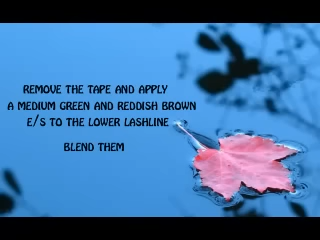 REMOVE THE TAPE AND APPLY
A MEDIUM GREEN AND REDDISH BROWN
E/S TO THE LOWER LASHLINE
BLEND THEM